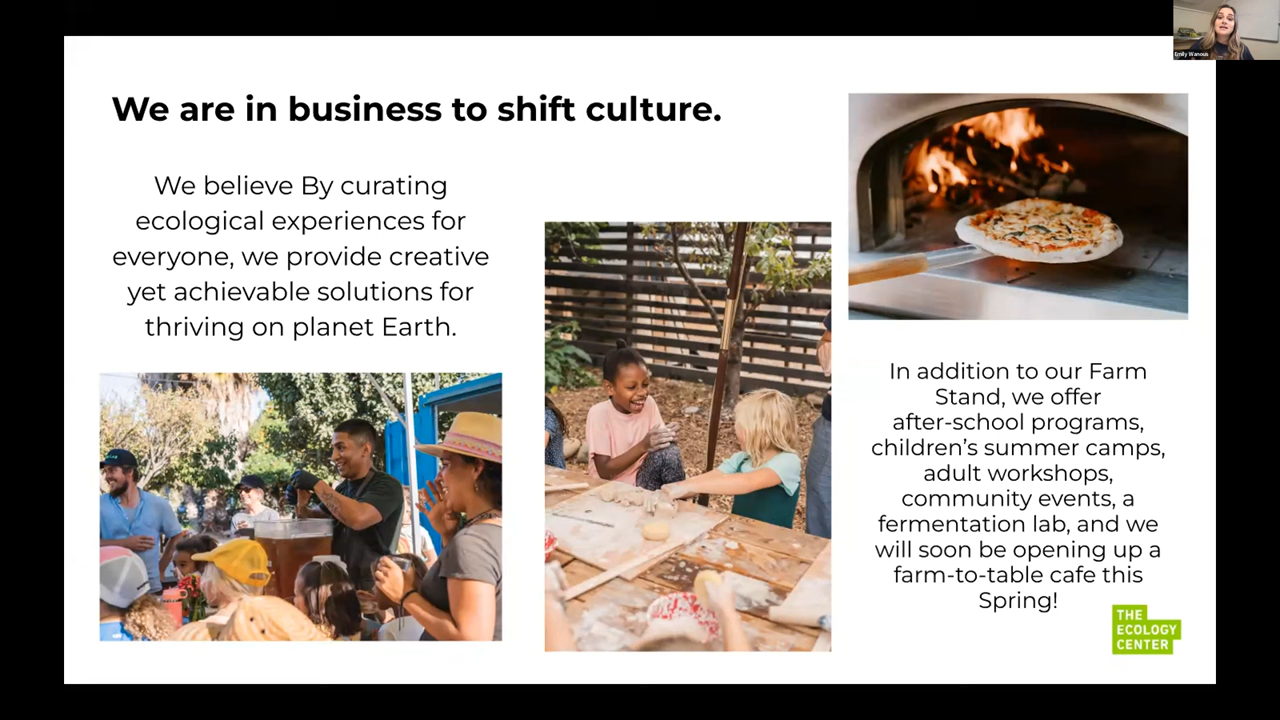 We are in business to shift culture.
We believe By curating
ecological experiences for
everyone, we provide creative
yet achievable solutions for
thriving on planet Earth.
In addition to our Farm
Stand, we offer
after-school programs,
children's summer camps,
adult workshops,
community events, a
fermentation lab, and we
will soon be opening up a
farm-to-table cafe this
Spring!
THE
ECOLOGY
CENTER
Emily Wanous